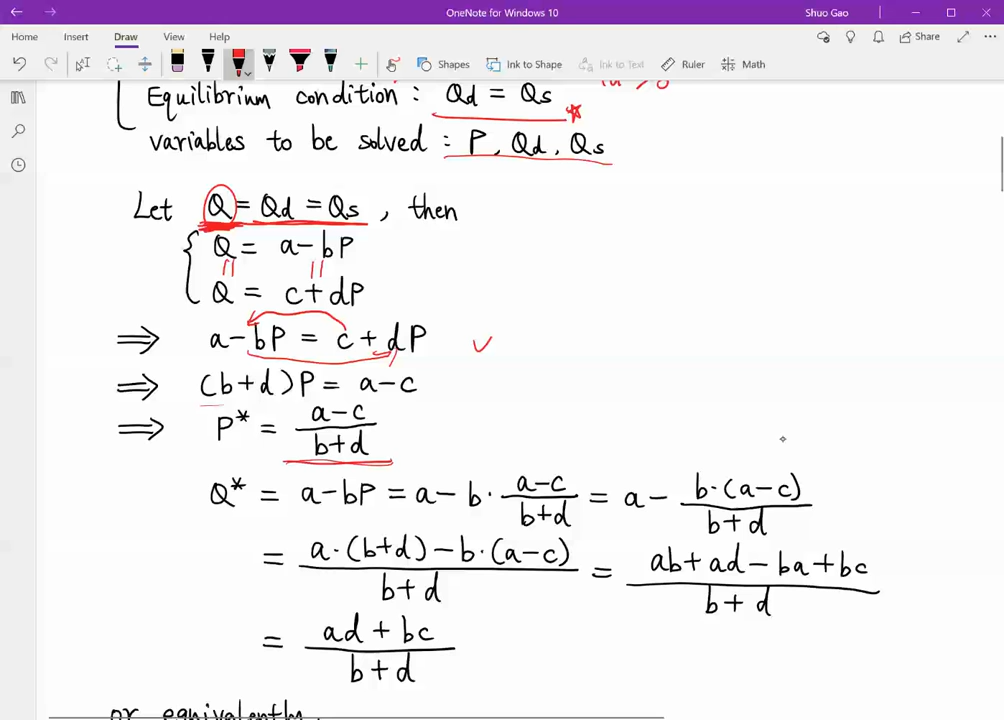 OneNote for Windows 10
Shuo Gao
Home Insert Draw View Help
Share
Shapes Ink to Shape Ink to Text Ruler Math
Equilibrium condition : Qd = Qs
variables to be solved : P, Qd, Qs
Let Q = Qd = Qs , then
Q = a-bP
Q = c+dP
⟹ a-bP = c+dP ✓
⟹ (b+d)P = a-c
⟹ P* = (a-c)/(b+d)
Q* = a-bP = a- b · (a-c)/(b+d) = a- (b·(a-c))/(b+d)
= (a·(b+d)-b·(a-c))/(b+d) = (ab+ad-ba+bc)/(b+d)
= (ad+bc)/(b+d)
or equivalently,